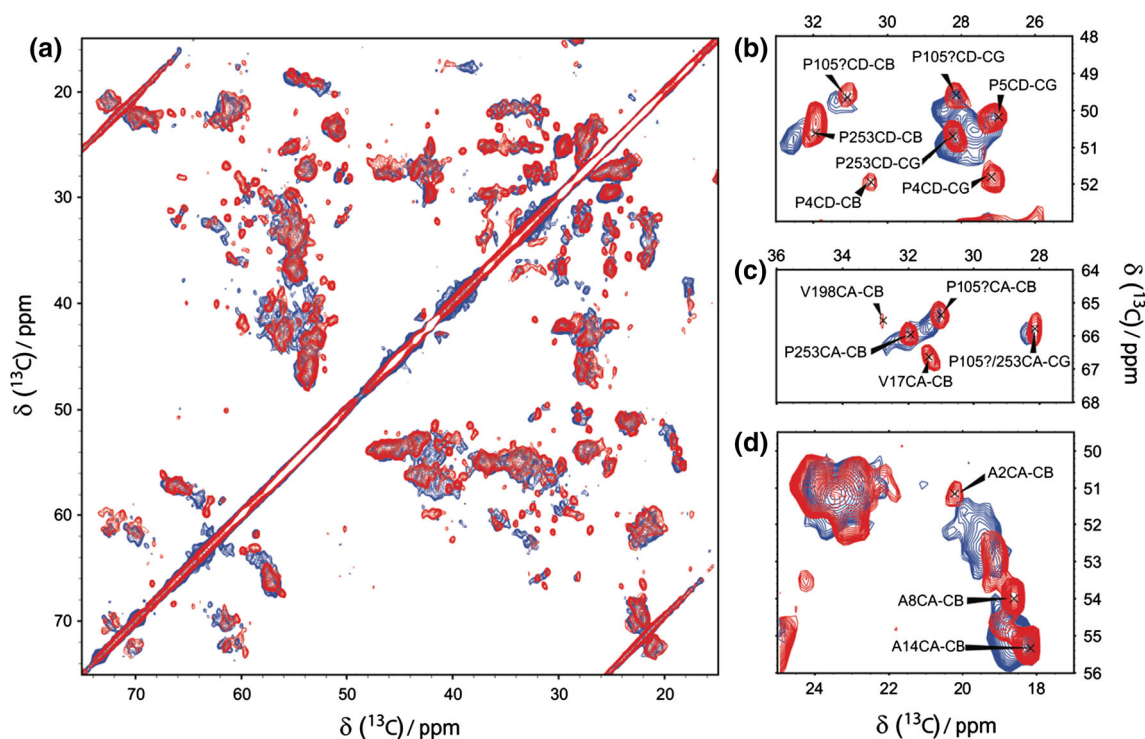 (a)
20
30
40
50
60
70
δ (¹³C) / ppm
60
40
20
δ (¹³C) / ppm
(b)
32
30
28
26
P105?CD-CB
P105?CD-CG
P5CD-CG
P253CD-CB
P253CD-CG
P4CD-CG
P4CD-CB
48
49
50
51
52
(c)
36
34
32
30
28
V198CA-CB
P105?CA-CB
P253CA-CB
P105?/253CA-CG
V17CA-CB
64
65
66
67
68
δ (¹³C) / ppm
(d)
50
51
52
53
54
55
56
A2CA-CB
A8CA-CB
A14CA-CB
24
22
20
18
δ (¹³C) / ppm